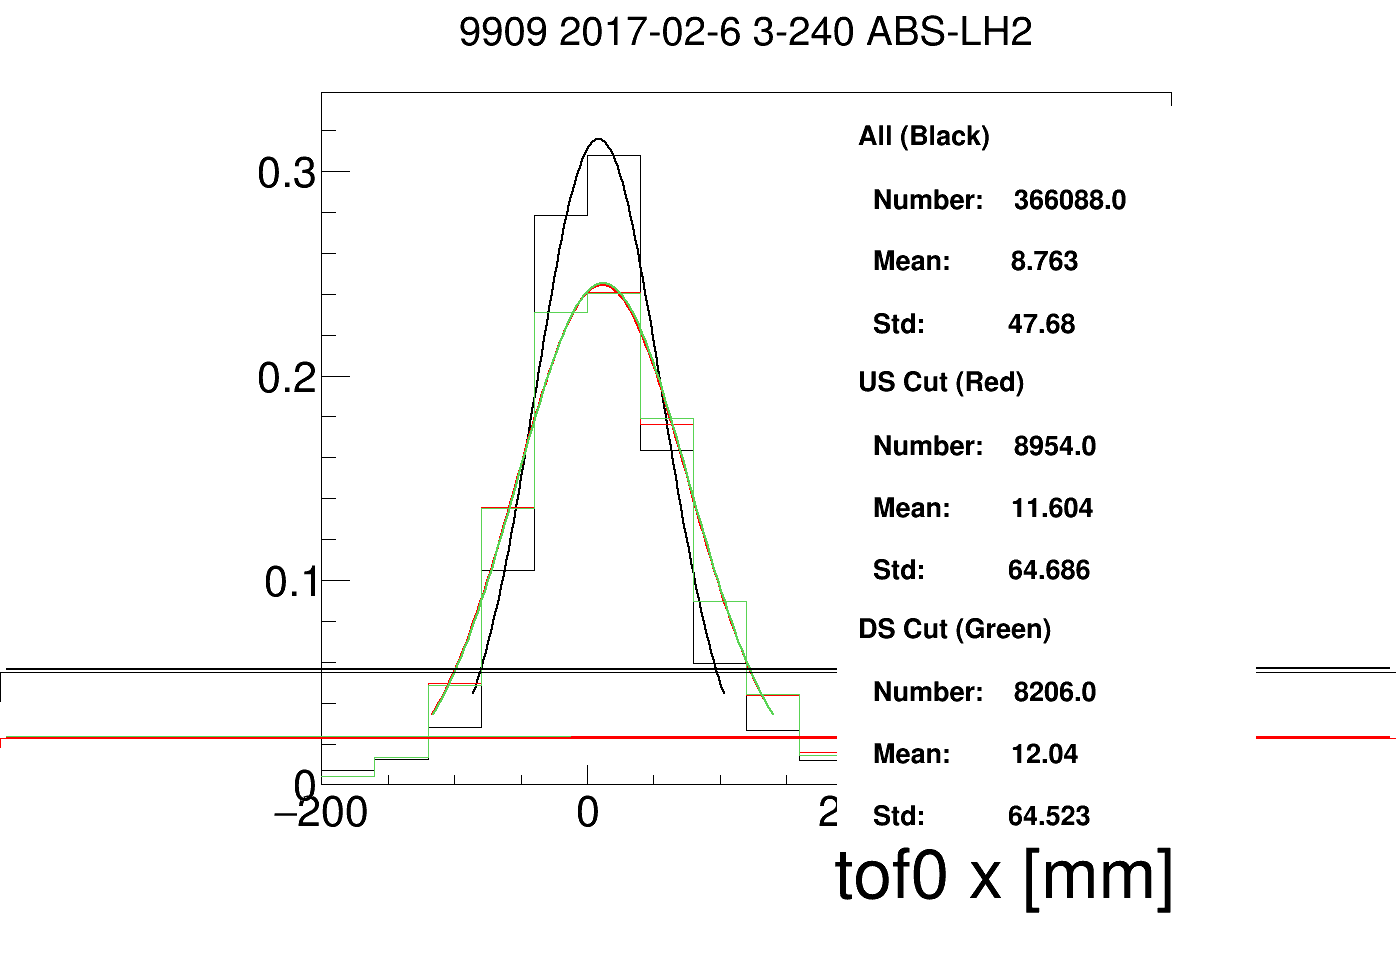 9909 2017-02-6 3-240 ABS-LH2
All (Black)
Number: 366088.0
Mean: 8.763
Std: 47.68
US Cut (Red)
Number: 8954.0
Mean: 11.604
Std: 64.686
DS Cut (Green)
Number: 8206.0
Mean: 12.04
Std: 64.523
0.3
0.2
0.1
0
−200 0 2
tof0 x [mm]